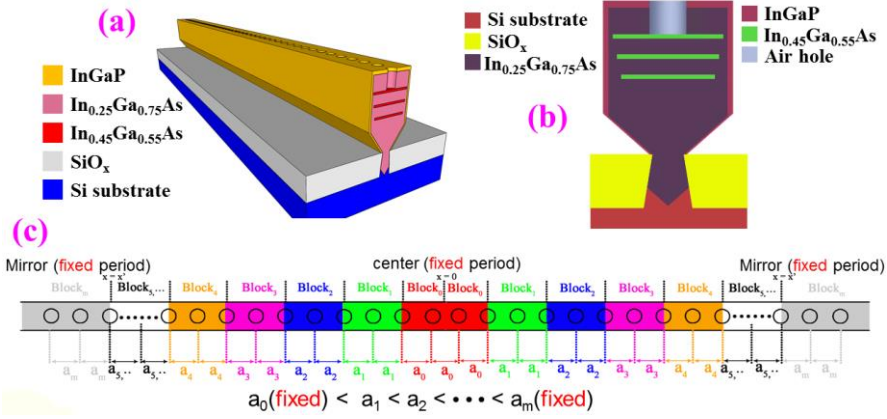 (a)
InGaP
In0.25Ga0.75As
In0.45Ga0.55As
SiOx
Si substrate
Si substrate
SiOx
In0.25Ga0.75As
InGaP
In0.45Ga0.55As
Air hole
(b)
(c)
Mirror (fixed period)
x = x'
center (fixed period)
x = 0
Mirror (fixed period)
x = x'
Blockm Block5,... Block4 Block3 Block2 Block1 Block0 Block0 Block1 Block2 Block3 Block4 Block5,... Blockm
am am a5,.. a5,.. a4 a4 a3 a3 a2 a2 a1 a1 a0 a0 a0 a1 a1 a2 a2 a3 a3 a4 a4 a5,.. a5,.. am am
a0(fixed) < a1 < a2 < ••• < am(fixed)